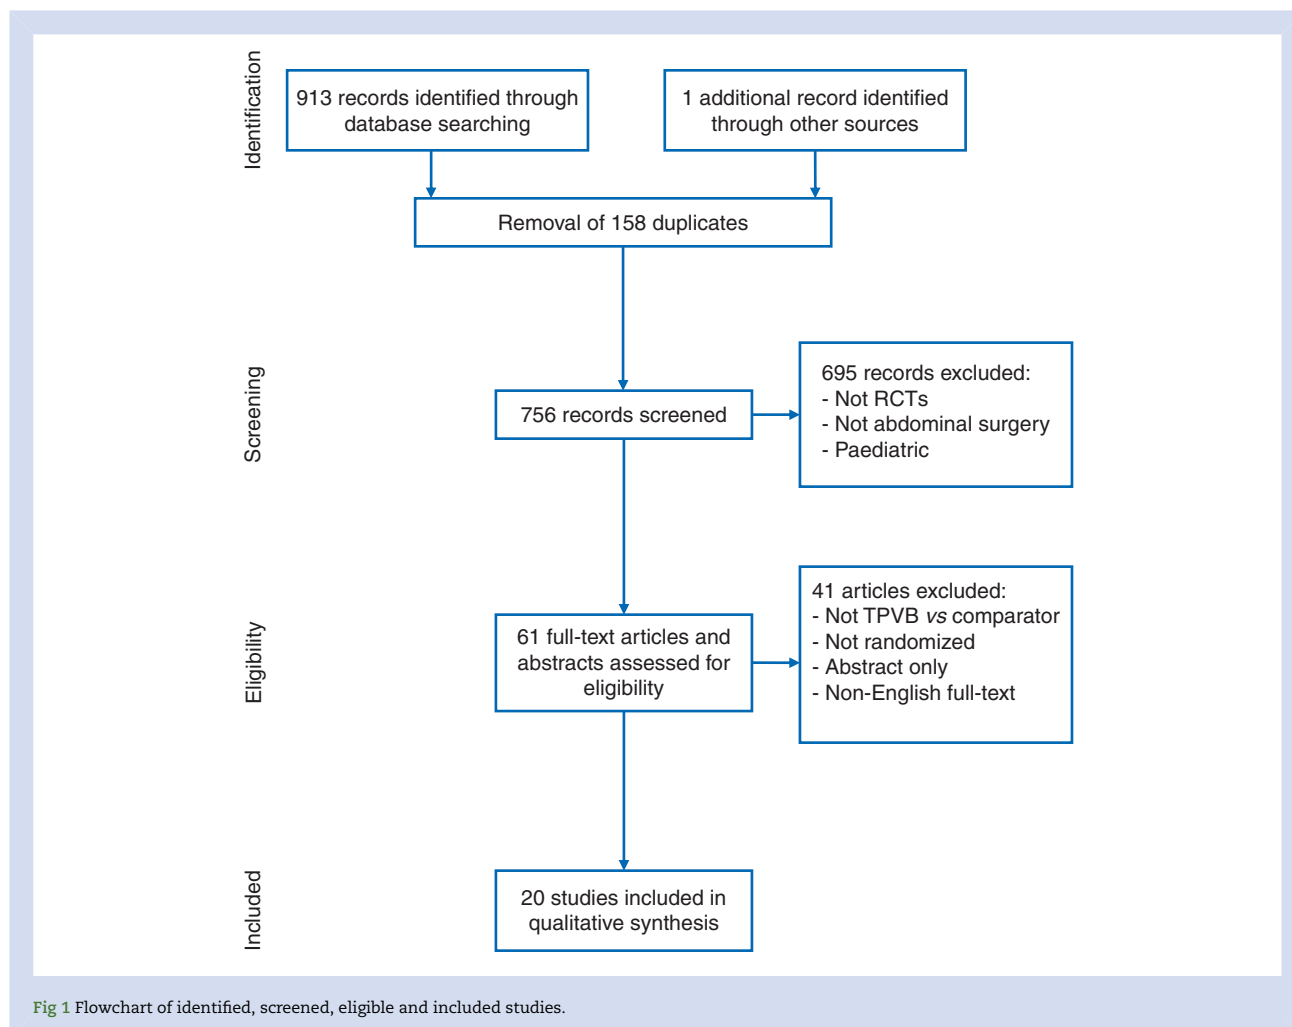 Identification
913 records identified through
database searching
1 additional record identified
through other sources
Removal of 158 duplicates
Screening
756 records screened
695 records excluded:
- Not RCTs
- Not abdominal surgery
- Paediatric
Eligibility
61 full-text articles and
abstracts assessed for
eligibility
41 articles excluded:
- Not TPVB vs comparator
- Not randomized
- Abstract only
- Non-English full-text
Included
20 studies included in
qualitative synthesis
Fig 1 Flowchart of identified, screened, eligible and included studies.